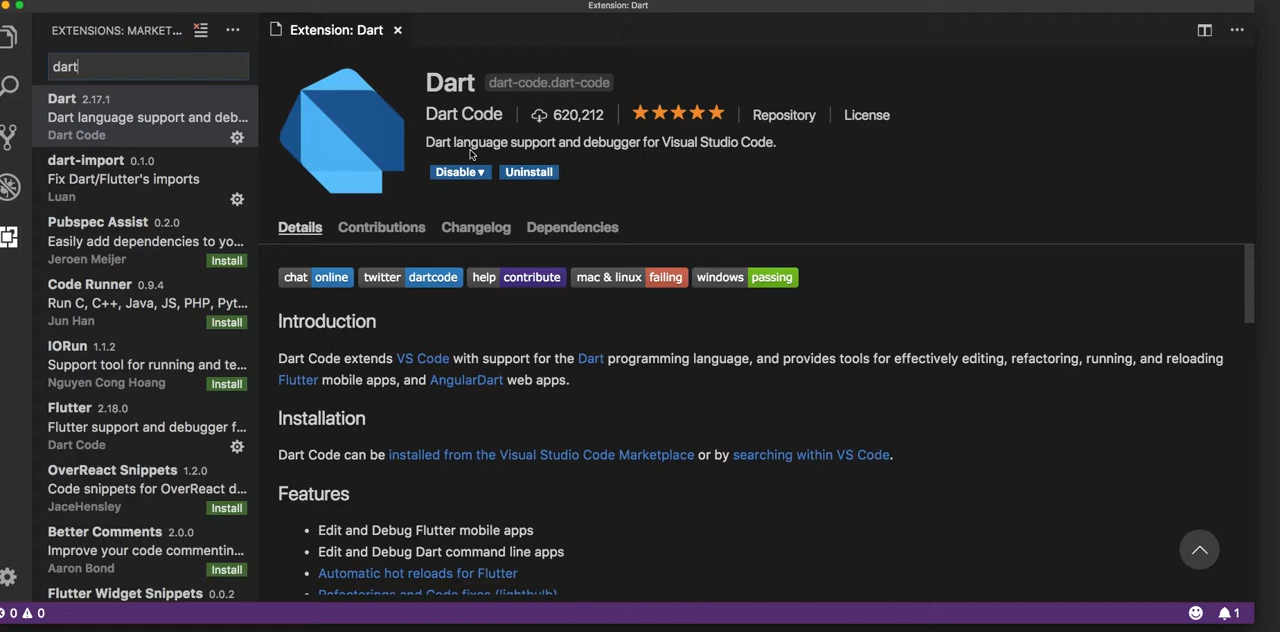 Extension: Dart
EXTENSIONS: MARKET...
Extension: Dart
dart
Dart 2.17.1
Dart language support and deb...
Dart Code
dart-import 0.1.0
Fix Dart/Flutter's imports
Luan
Pubspec Assist 0.2.0
Easily add dependencies to yo...
Jeroen Meijer Install
Code Runner 0.9.4
Run C, C++, Java, JS, PHP, Pyt...
Jun Han Install
IORun 1.1.2
Support tool for running and te...
Nguyen Cong Hoang Install
Flutter 2.18.0
Flutter support and debugger f...
Dart Code
OverReact Snippets 1.2.0
Code snippets for OverReact d...
JaceHensley Install
Better Comments 2.0.0
Improve your code commentin...
Aaron Bond Install
Flutter Widget Snippets 0.0.2
Dart dart-code.dart-code
Dart Code 620,212 Repository License
Dart language support and debugger for Visual Studio Code.
Disable Uninstall
Details Contributions Changelog Dependencies
chat online twitter dartcode help contribute mac & linux failing windows passing
Introduction
Dart Code extends VS Code with support for the Dart programming language, and provides tools for effectively editing, refactoring, running, and reloading
Flutter mobile apps, and AngularDart web apps.
Installation
Dart Code can be installed from the Visual Studio Code Marketplace or by searching within VS Code.
Features
• Edit and Debug Flutter mobile apps
• Edit and Debug Dart command line apps
• Automatic hot reloads for Flutter
• Refactorings and Code fixes (lightbulb)
0 0 1